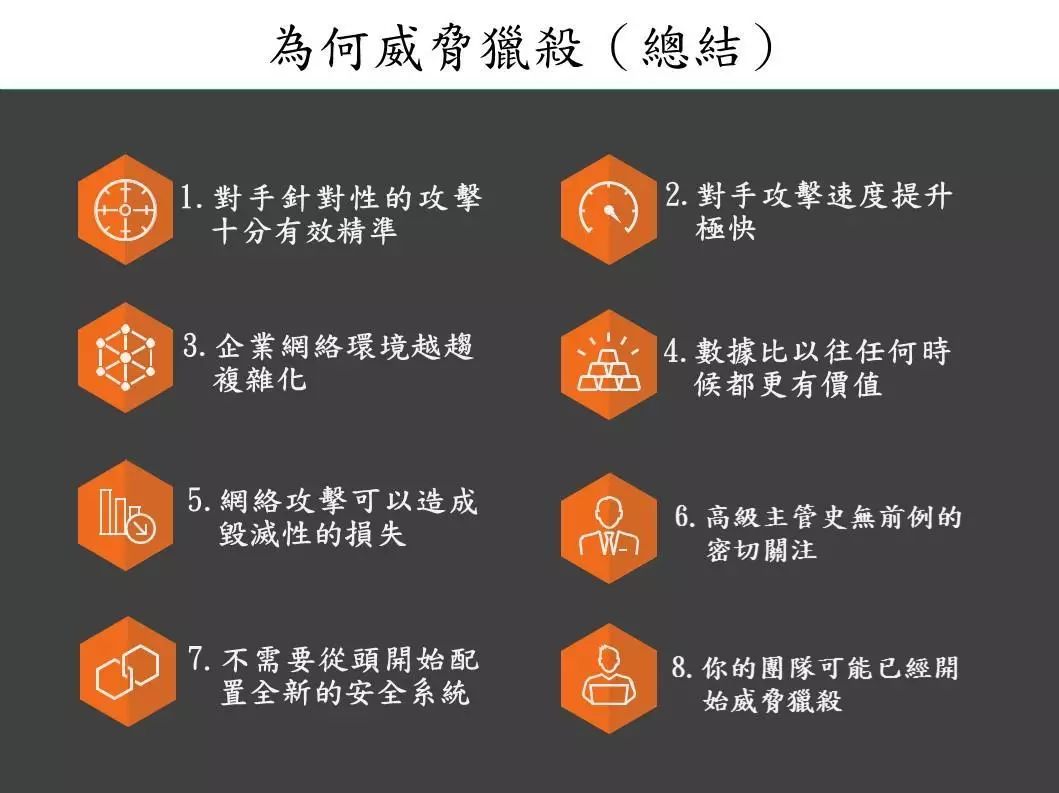 為何威脅獵殺（總結）
1. 對手針對性的攻擊
十分有效精準
2. 對手攻擊速度提升
極快
3. 企業網絡環境越趨
複雜化
4. 數據比以往任何時
候都更有價值
5. 網絡攻擊可以造成
毀滅性的損失
6. 高級主管史無前例的
密切關注
7. 不需要從頭開始配
置全新的安全系統
8. 你的團隊可能已經開
始威脅獵殺